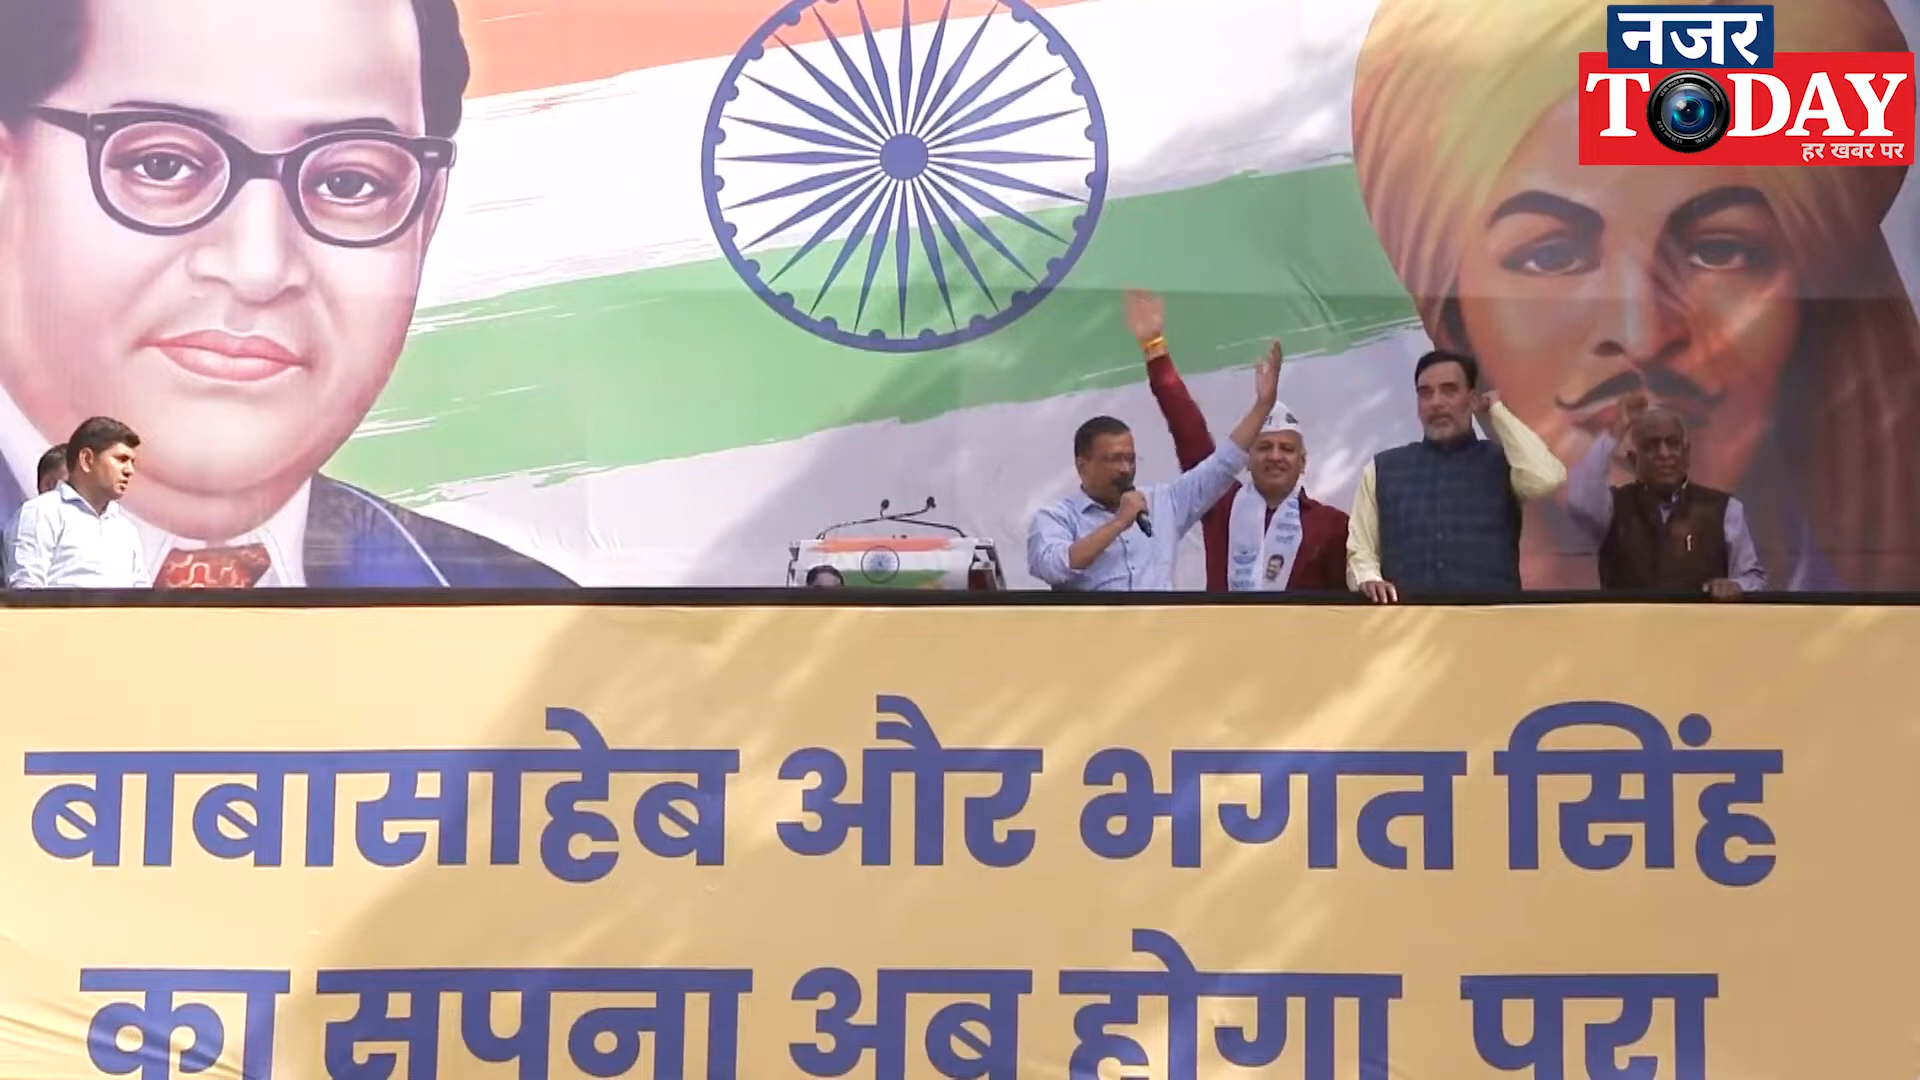 नजर
TODAY
हर खबर पर
बाबासाहेब और भगत सिंह
का सपना अब होगा पूरा